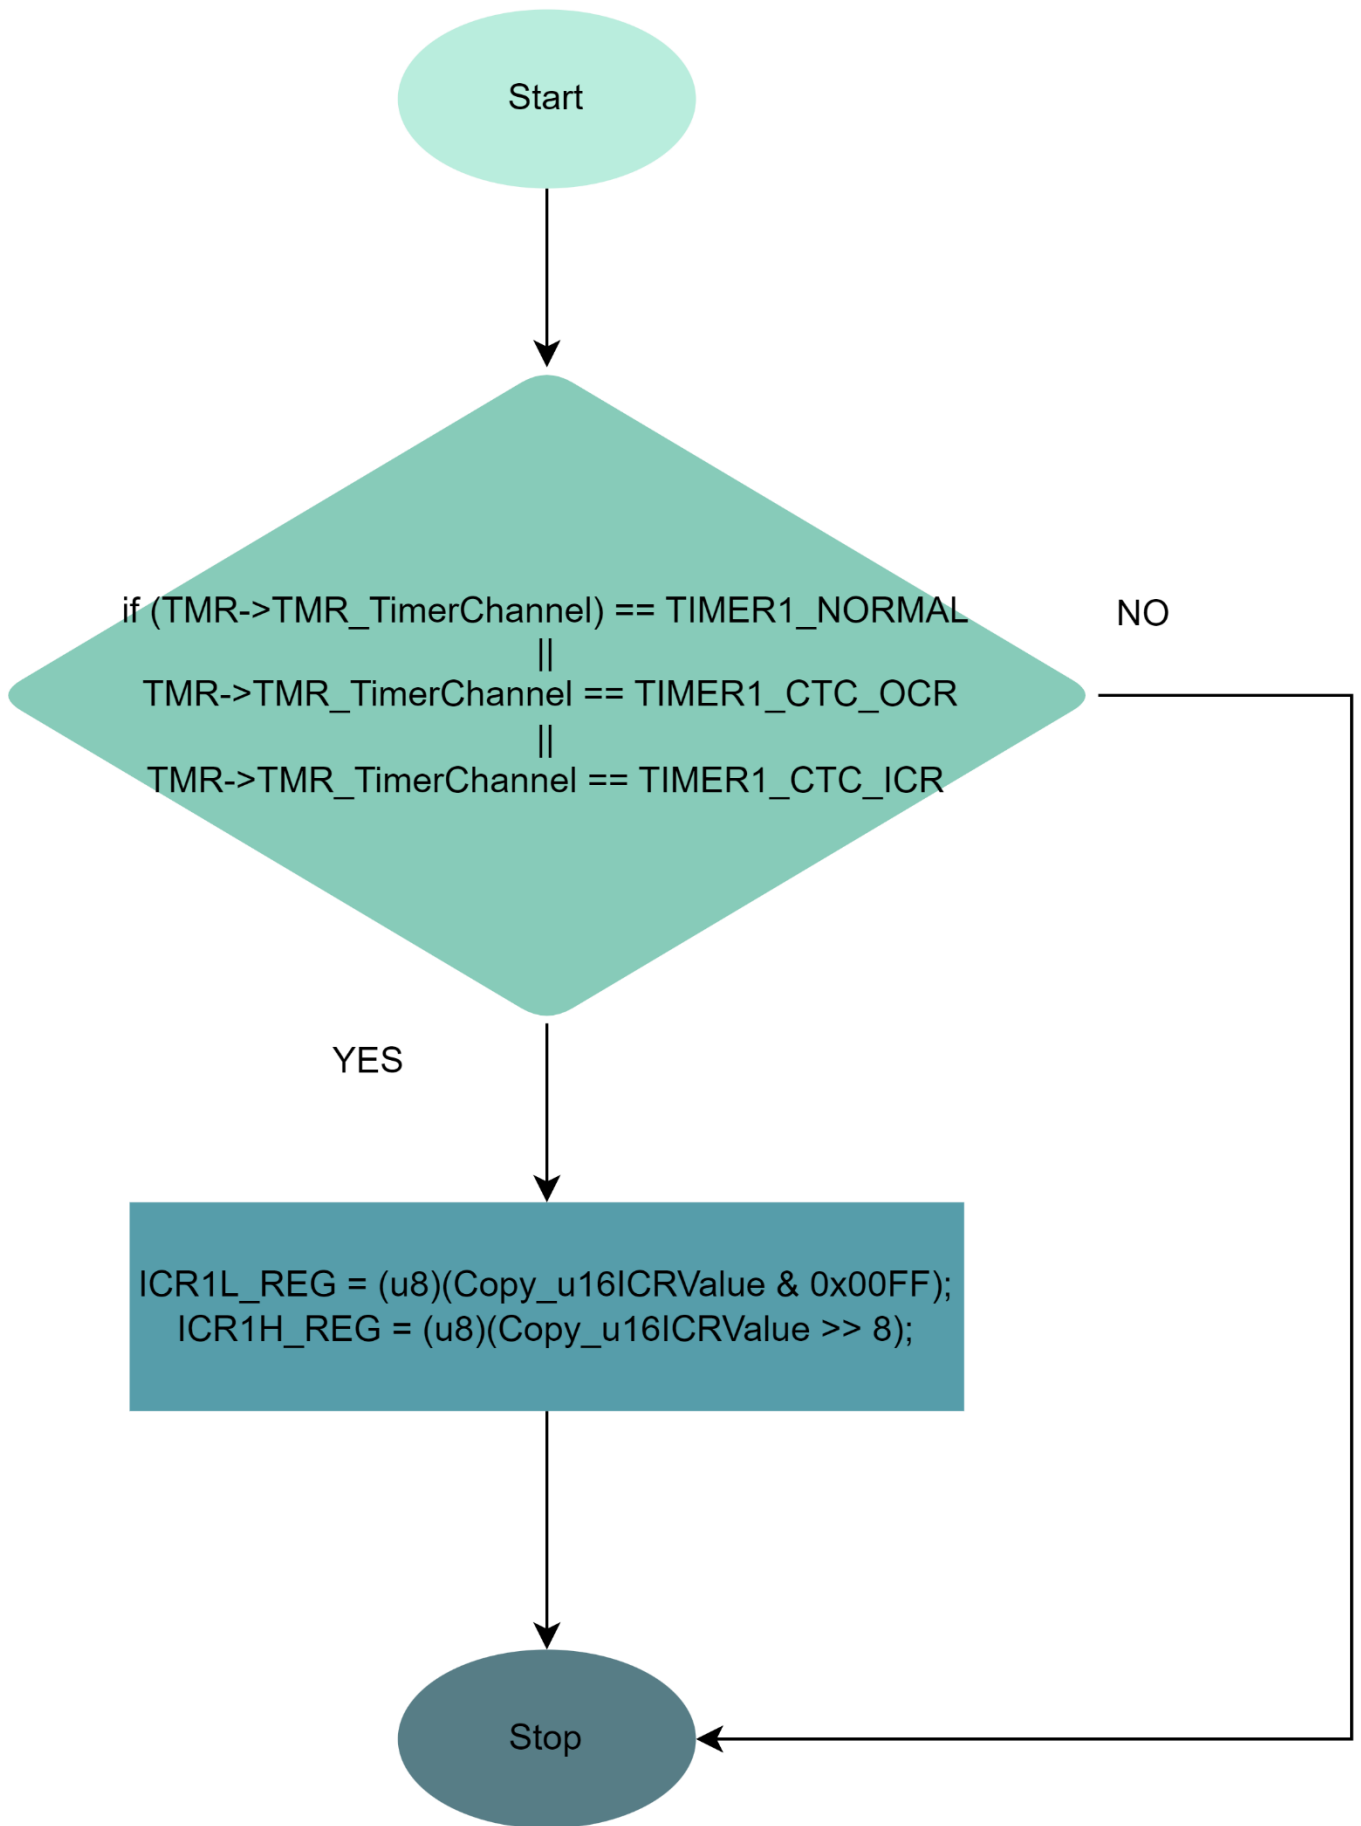 Start
if (TMR->TMR_TimerChannel) == TIMER1_NORMAL
||
TMR->TMR_TimerChannel == TIMER1_CTC_OCR
||
TMR->TMR_TimerChannel == TIMER1_CTC_ICR
NO
YES
ICR1L_REG = (u8)(Copy_u16ICRValue & 0x00FF);
ICR1H_REG = (u8)(Copy_u16ICRValue >> 8);
Stop